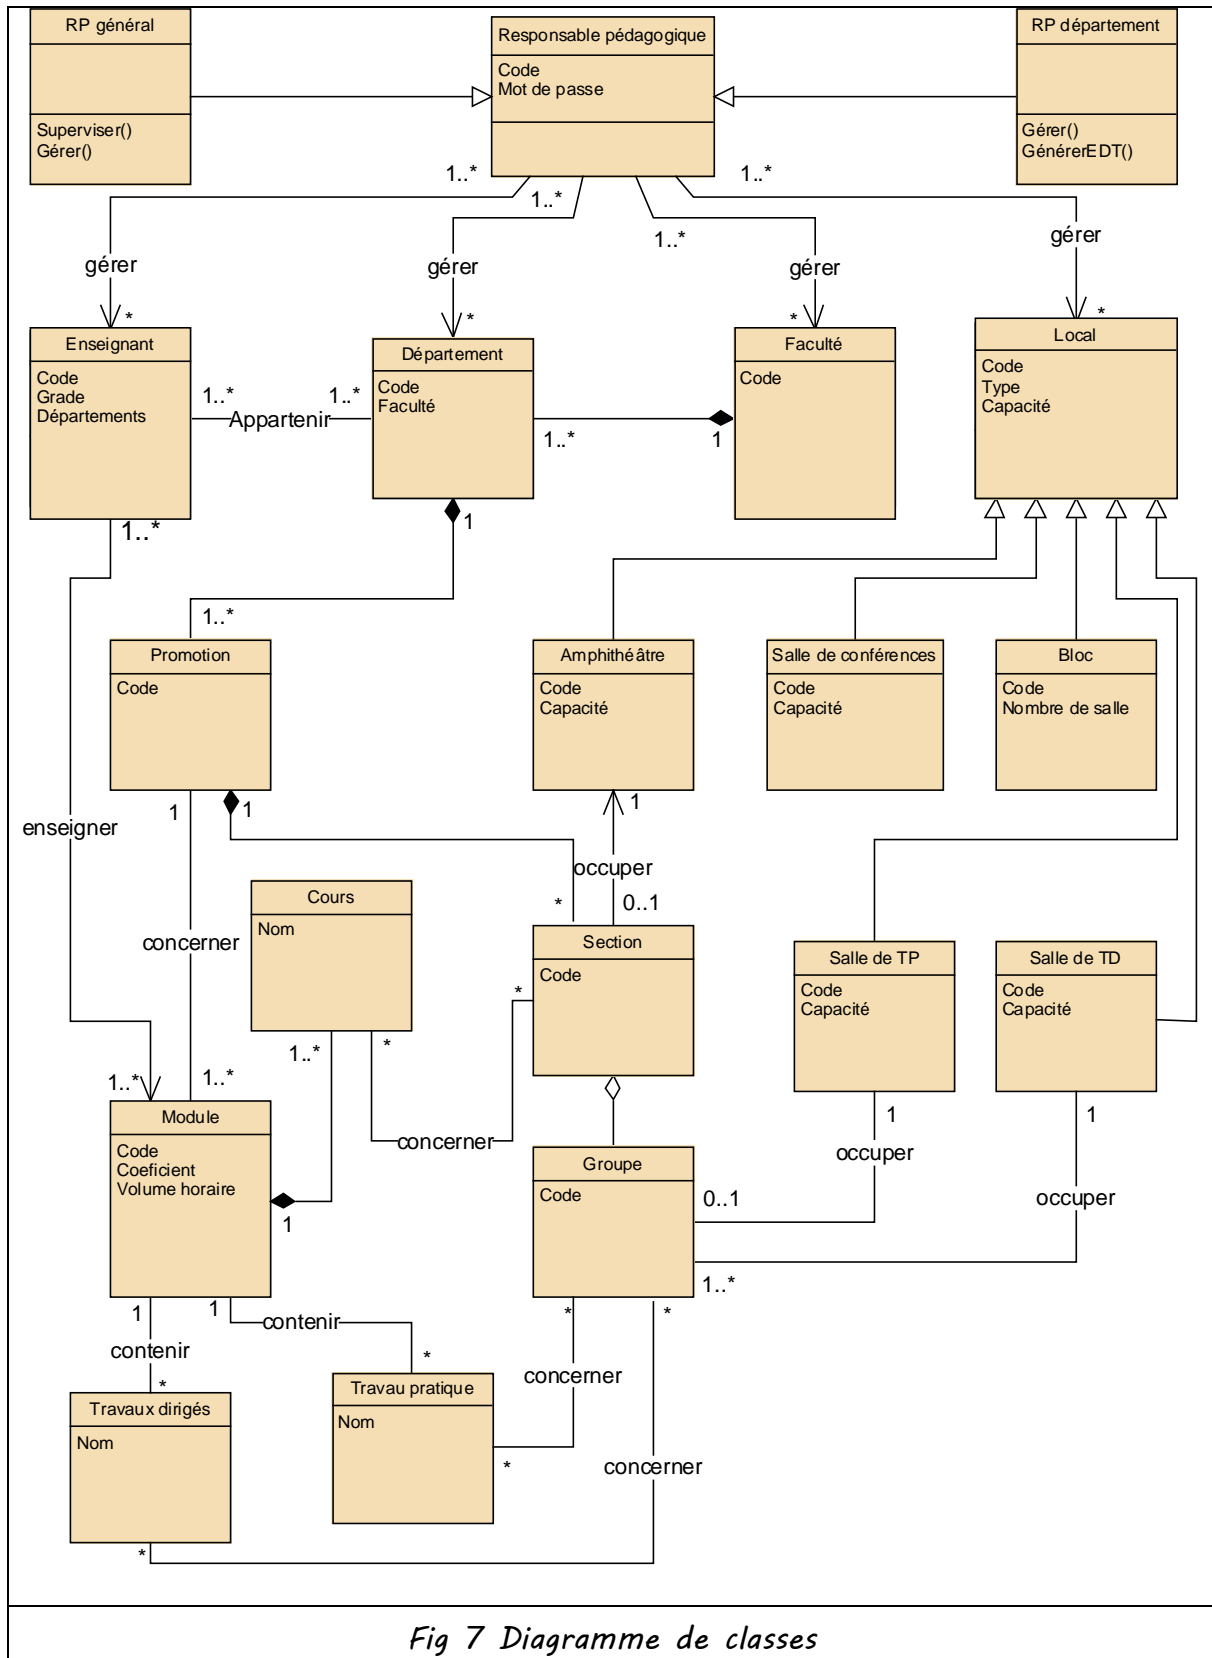 RP général
Superviser()
Gérer()
Responsable pédagogique
Code
Mot de passe
RP département
Gérer()
GénérerEDT()
1..*
1..*
1..*
1..*
gérer
gérer
gérer
gérer
*
*
*
*
Enseignant
Code
Grade
Départements
1..*
Appartenir
1..*
Département
Code
Faculté
1..*
1
Faculté
Code
Local
Code
Type
Capacité
1..*
1
1..*
Promotion
Code
Amphithéâtre
Code
Capacité
Salle de conférences
Code
Capacité
Bloc
Code
Nombre de salle
1
1
1
enseigner
occuper
*
0..1
Cours
Nom
concerner
Section
Code
Salle de TP
Code
Capacité
Salle de TD
Code
Capacité
*
1..*
*
1..*
1..*
concerner
1
1
Module
Code
Coeficient
Volume horaire
1
Groupe
Code
occuper
occuper
0..1
1..*
1
1
contenir
contenir
*
*
*
*
concerner
Travaux dirigés
Nom
Travau pratique
Nom
*
concerner
*
Fig 7 Diagramme de classes